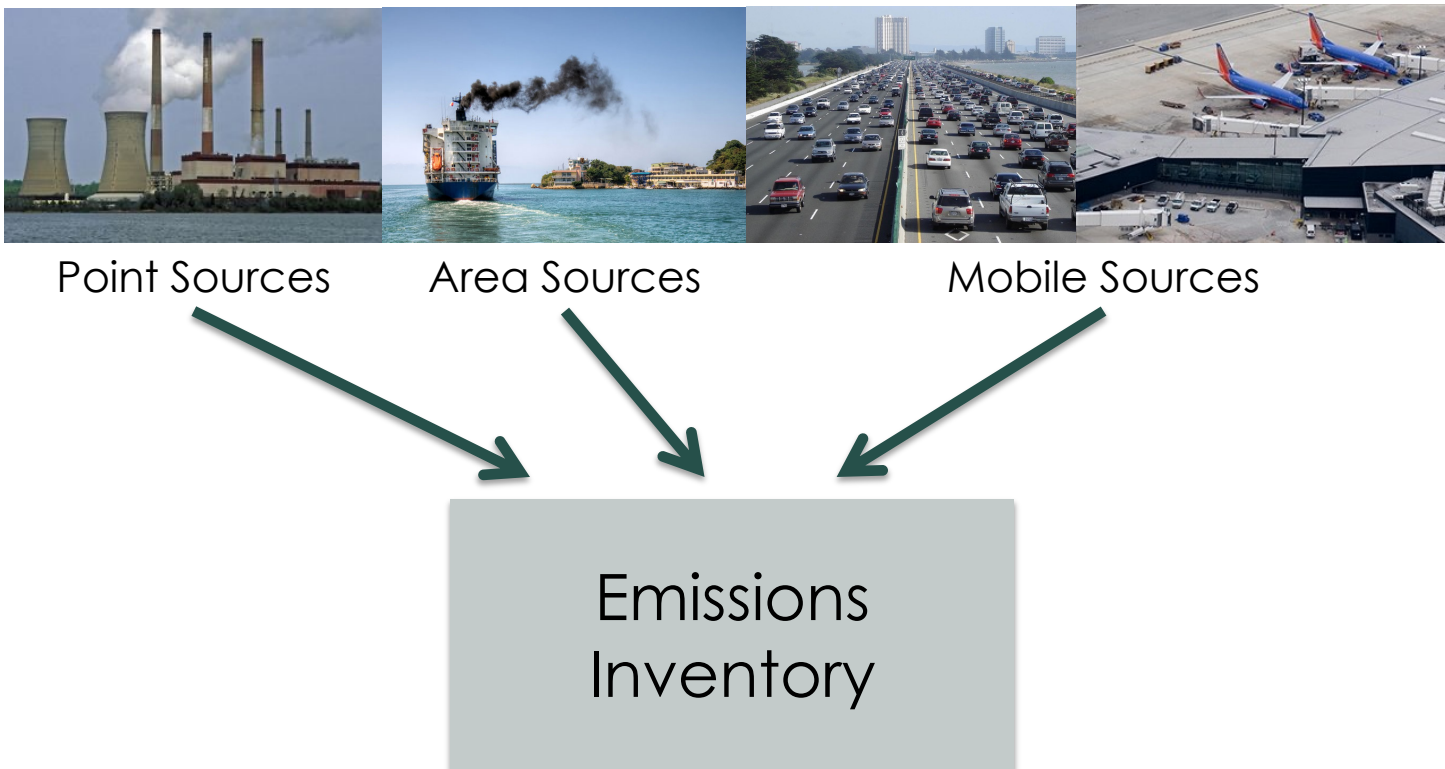 Point Sources
Area Sources
Mobile Sources
Emissions
Inventory